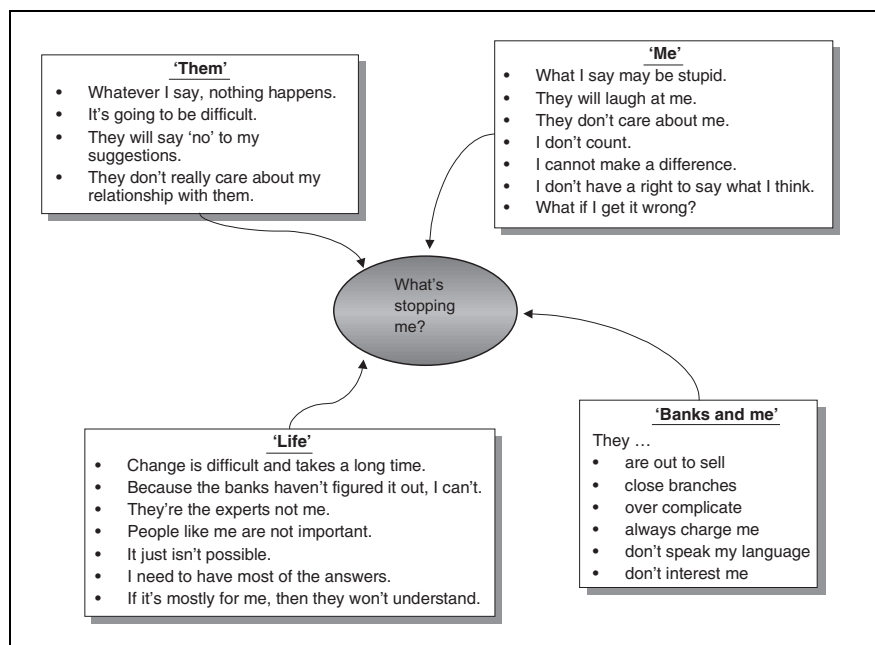 'Them'
• Whatever I say, nothing happens.
• It's going to be difficult.
• They will say 'no' to my
suggestions.
• They don't really care about my
relationship with them.
'Me'
• What I say may be stupid.
• They will laugh at me.
• They don't care about me.
• I don't count.
• I cannot make a difference.
• I don't have a right to say what I think.
• What if I get it wrong?
What's
stopping
me?
'Life'
• Change is difficult and takes a long time.
• Because the banks haven't figured it out, I can't.
• They're the experts not me.
• People like me are not important.
• It just isn't possible.
• I need to have most of the answers.
• If it's mostly for me, then they won't understand.
'Banks and me'
They …
• are out to sell
• close branches
• over complicate
• always charge me
• don't speak my language
• don't interest me